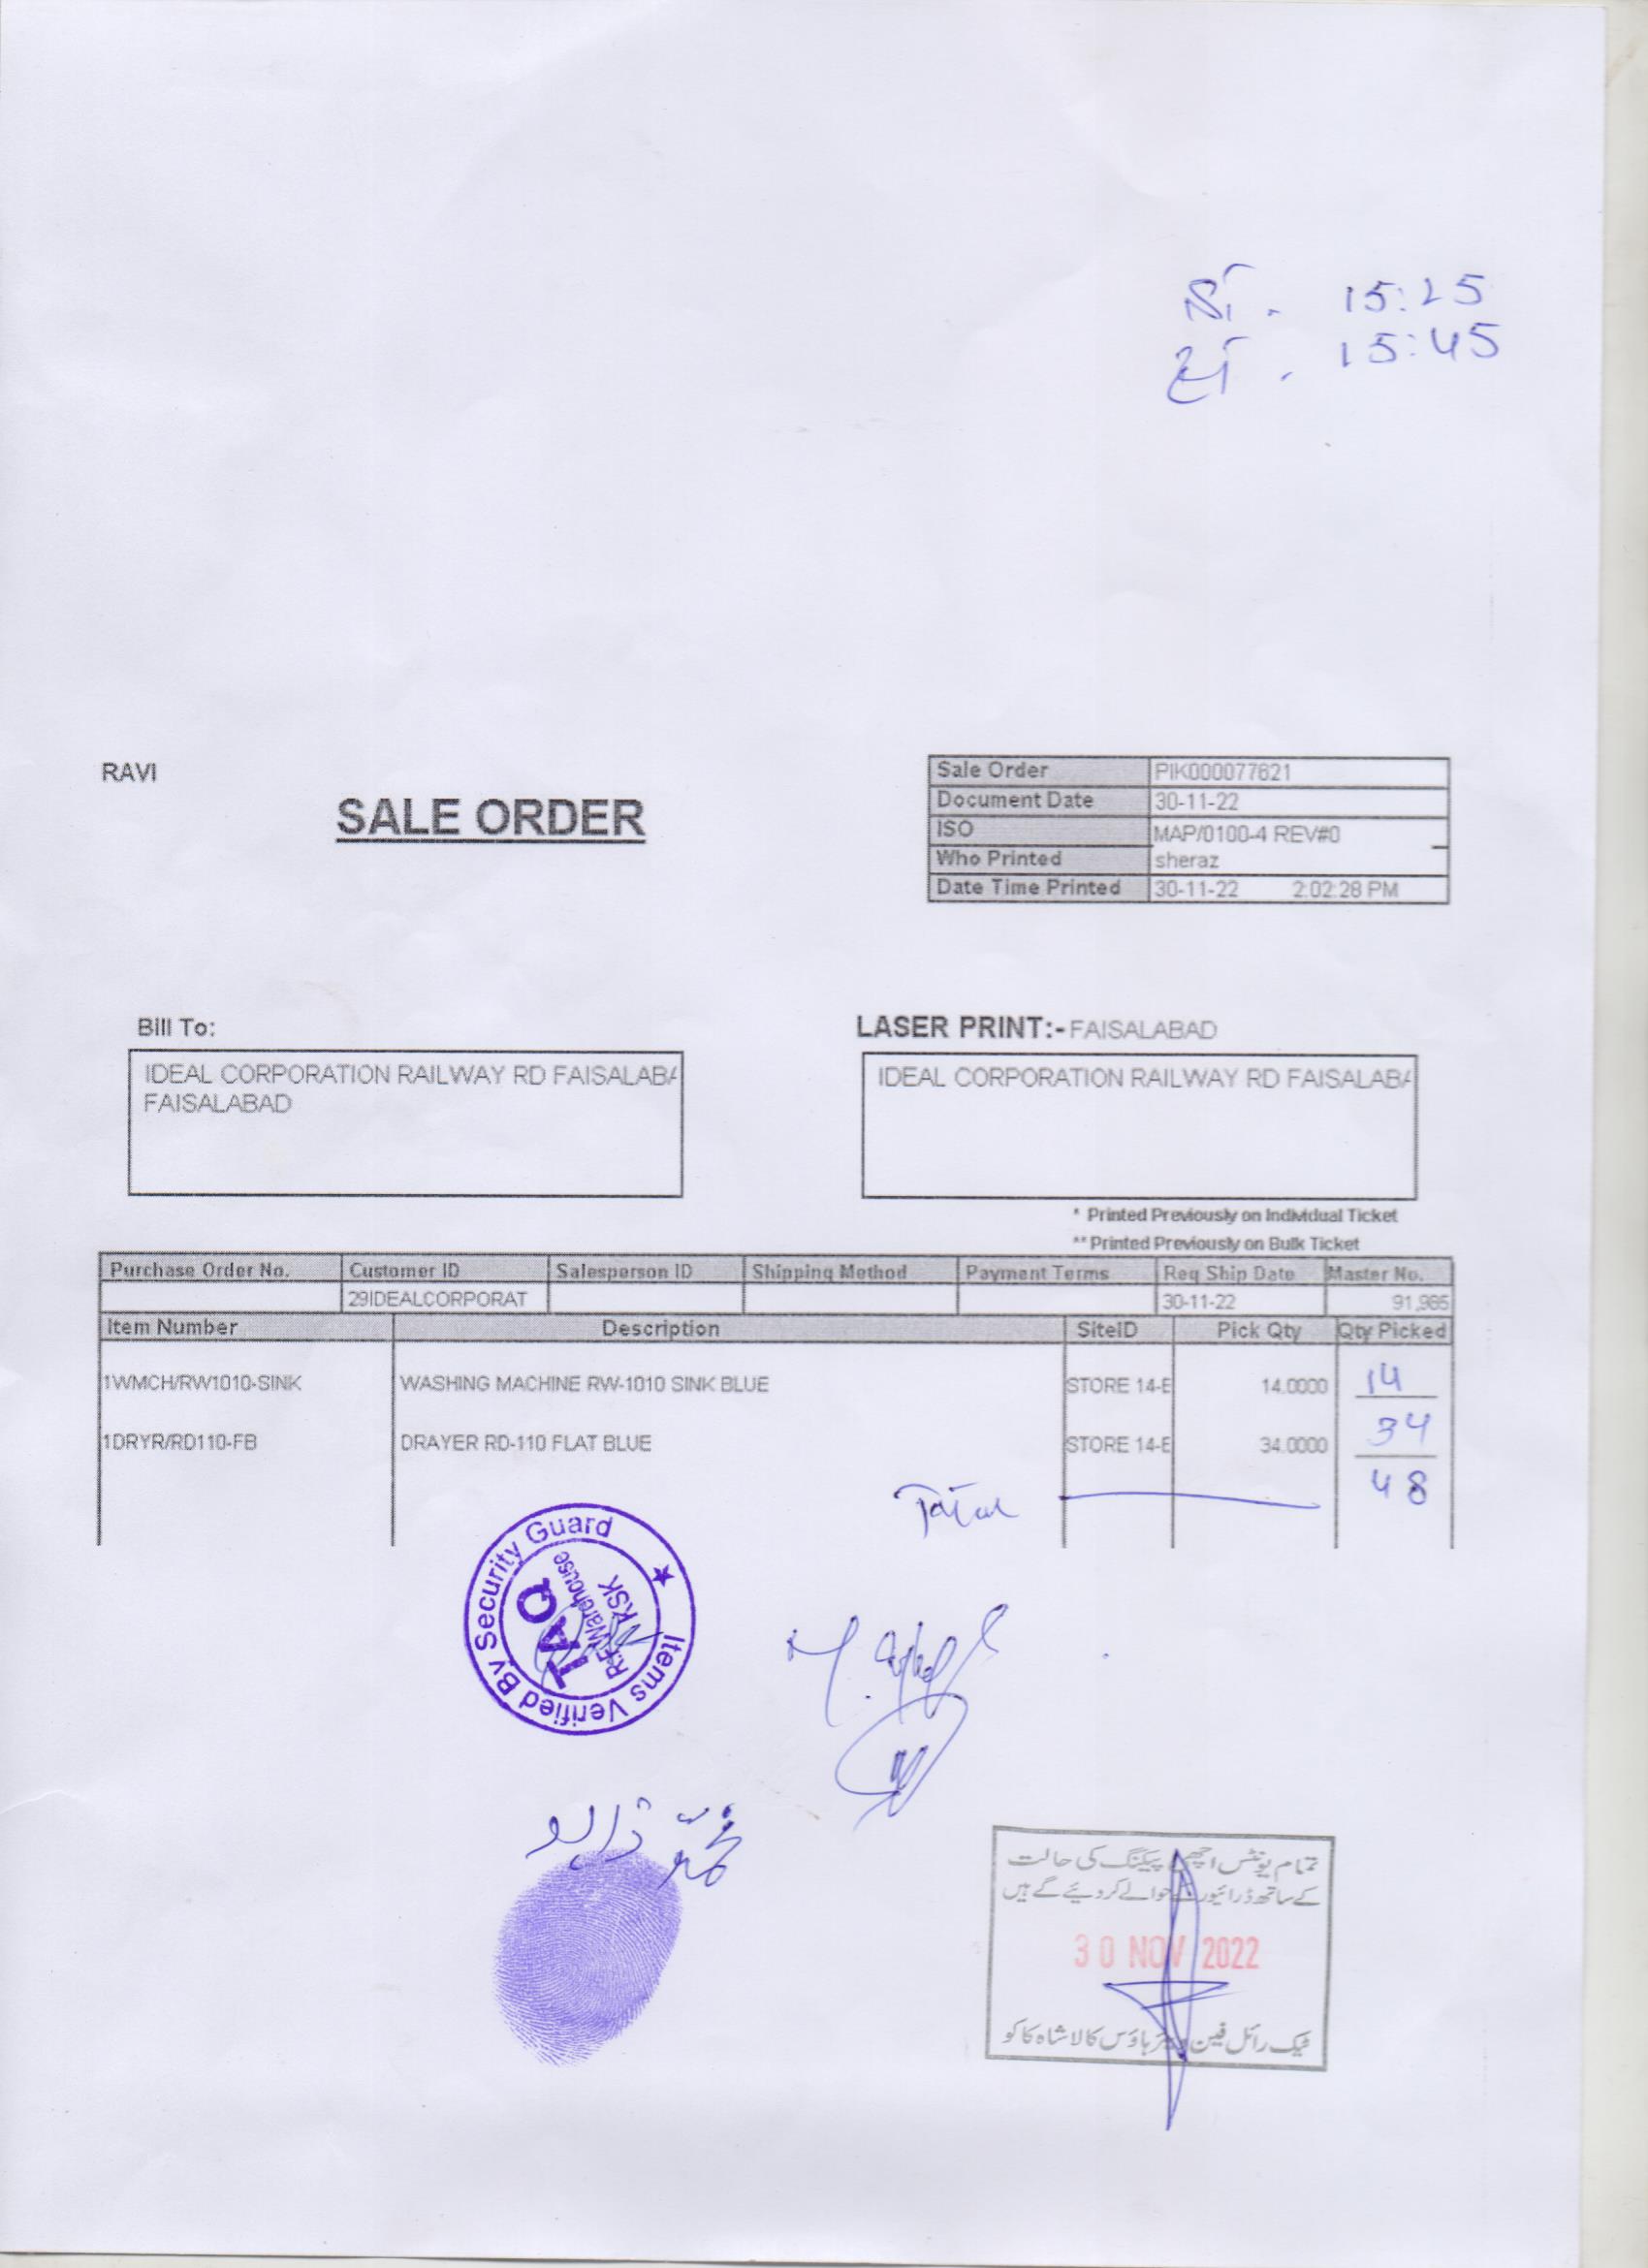 ST. 15:25
ET. 15:45
RAVI
SALE ORDER
Sale Order PIK000077621
Document Date 30-11-22
ISO MAP/0100-4 REV#0
Who Printed sheraz
Date Time Printed 30-11-22 2:02:28 PM
Bill To:
IDEAL CORPORATION RAILWAY RD FAISALABA
FAISALABAD
LASER PRINT:- FAISALABAD
IDEAL CORPORATION RAILWAY RD FAISALABA
* Printed Previously on Individual Ticket
** Printed Previously on Bulk Ticket
Purchase Order No. Customer ID Salesperson ID Shipping Method Payment Terms Req Ship Date Master No.
29IDEALCORPORAT 30-11-22 91,985
Item Number Description SiteID Pick Qty Qty Picked
1WMCH/RW1010-SINK WASHING MACHINE RW-1010 SINK BLUE STORE 14-E 14.0000 14
1DRYR/RD110-FB DRAYER RD-110 FLAT BLUE STORE 14-E 34.0000 34
Total 48
Items Verified By Security Guard
TAQ
R.F Warehouse
KSK
محمد
تمام یونٹس اچھی پیکنگ کی حالت
کے ساتھ ڈرائیور کے حوالے کر دیئے گے ہیں
30 NOV 2022
ٹیک رائل فین ویئر ہاؤس کالا شاہ کاکو